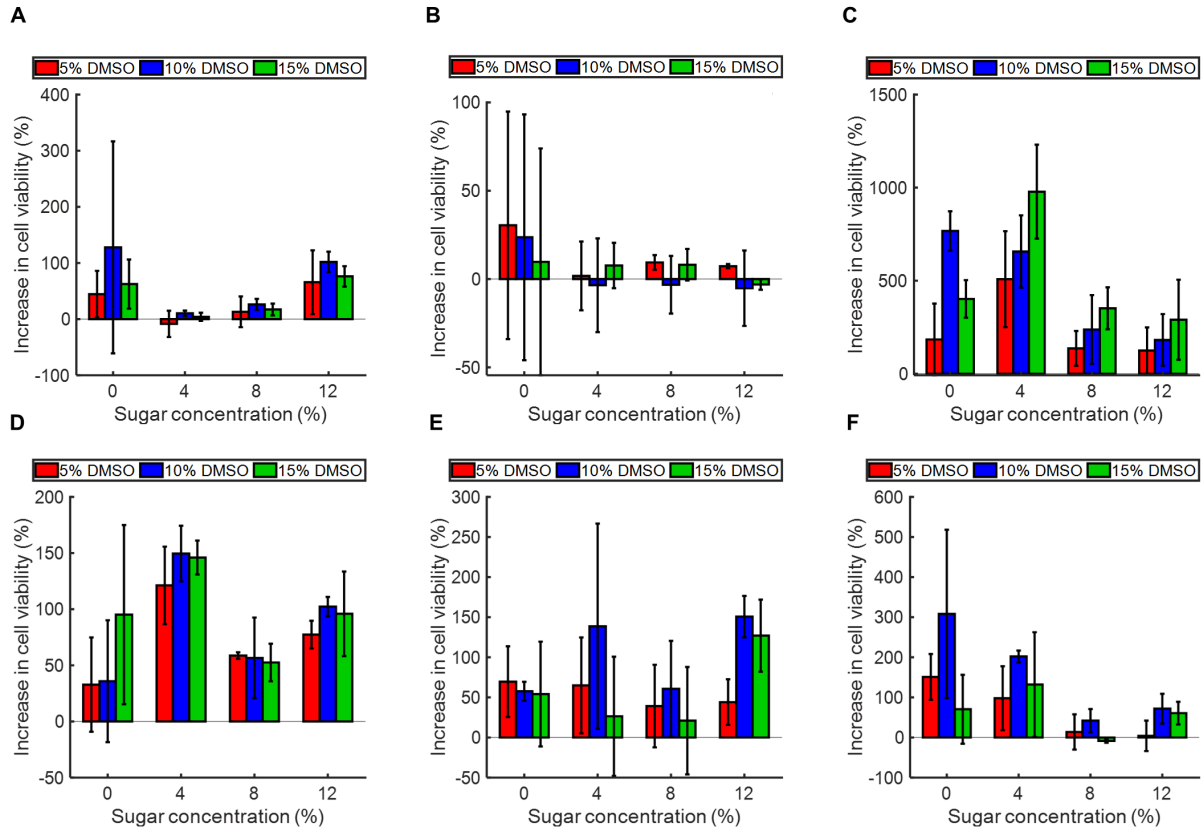 A
5% DMSO 10% DMSO 15% DMSO
Increase in cell viability (%)
400
300
200
100
0
-100
0 4 8 12
Sugar concentration (%)
B
5% DMSO 10% DMSO 15% DMSO
Increase in cell viability (%)
100
50
0
-50
0 4 8 12
Sugar concentration (%)
C
5% DMSO 10% DMSO 15% DMSO
Increase in cell viability (%)
1500
1000
500
0
0 4 8 12
Sugar concentration (%)
D
5% DMSO 10% DMSO 15% DMSO
Increase in cell viability (%)
200
150
100
50
0
-50
0 4 8 12
Sugar concentration (%)
E
5% DMSO 10% DMSO 15% DMSO
Increase in cell viability (%)
300
250
200
150
100
50
0
-50
0 4 8 12
Sugar concentration (%)
F
5% DMSO 10% DMSO 15% DMSO
Increase in cell viability (%)
600
500
400
300
200
100
0
-100
0 4 8 12
Sugar concentration (%)